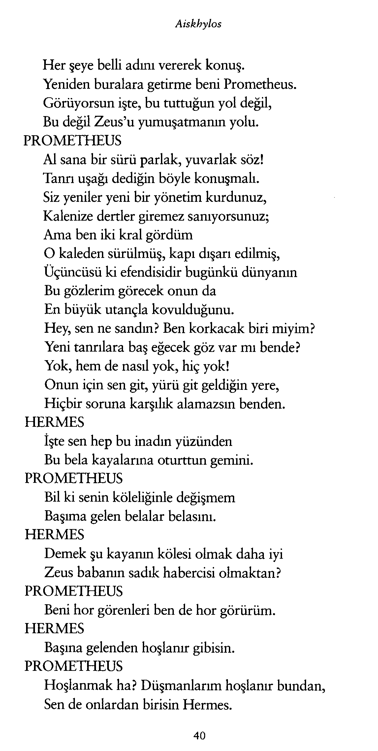 Aiskhylos
Her şeye belli adını vererek konuş.
Yeniden buralara getirme beni Prometheus.
Görüyorsun işte, bu tuttuğun yol değil,
Bu değil Zeus'u yumuşatmanın yolu.
PROMETHEUS
Al sana bir sürü parlak, yuvarlak söz!
Tanrı uşağı dediğin böyle konuşmalı.
Siz yeniler yeni bir yönetim kurdunuz,
Kalenize dertler giremez sanıyorsunuz;
Ama ben iki kral gördüm
O kaleden sürülmüş, kapı dışarı edilmiş,
Üçüncüsü ki efendisidir bugünkü dünyanın
Bu gözlerim görecek onun da
En büyük utançla kovulduğunu.
Hey, sen ne sandın? Ben korkacak biri miyim?
Yeni tanrılara baş eğecek göz var mı bende?
Yok, hem de nasıl yok, hiç yok!
Onun için sen git, yürü git geldiğin yere,
Hiçbir soruna karşılık alamazsın benden.
HERMES
İşte sen hep bu inadın yüzünden
Bu bela kayalarına oturttun gemini.
PROMETHEUS
Bil ki senin köleliğinle değişmem
Başıma gelen belalar belasını.
HERMES
Demek şu kayanın kölesi olmak daha iyi
Zeus babanın sadık habercisi olmaktan?
PROMETHEUS
Beni hor görenleri ben de hor görürüm.
HERMES
Başına gelenden hoşlanır gibisin.
PROMETHEUS
Hoşlanmak ha? Düşmanlarım hoşlanır bundan,
Sen de onlardan birisin Hermes.
40